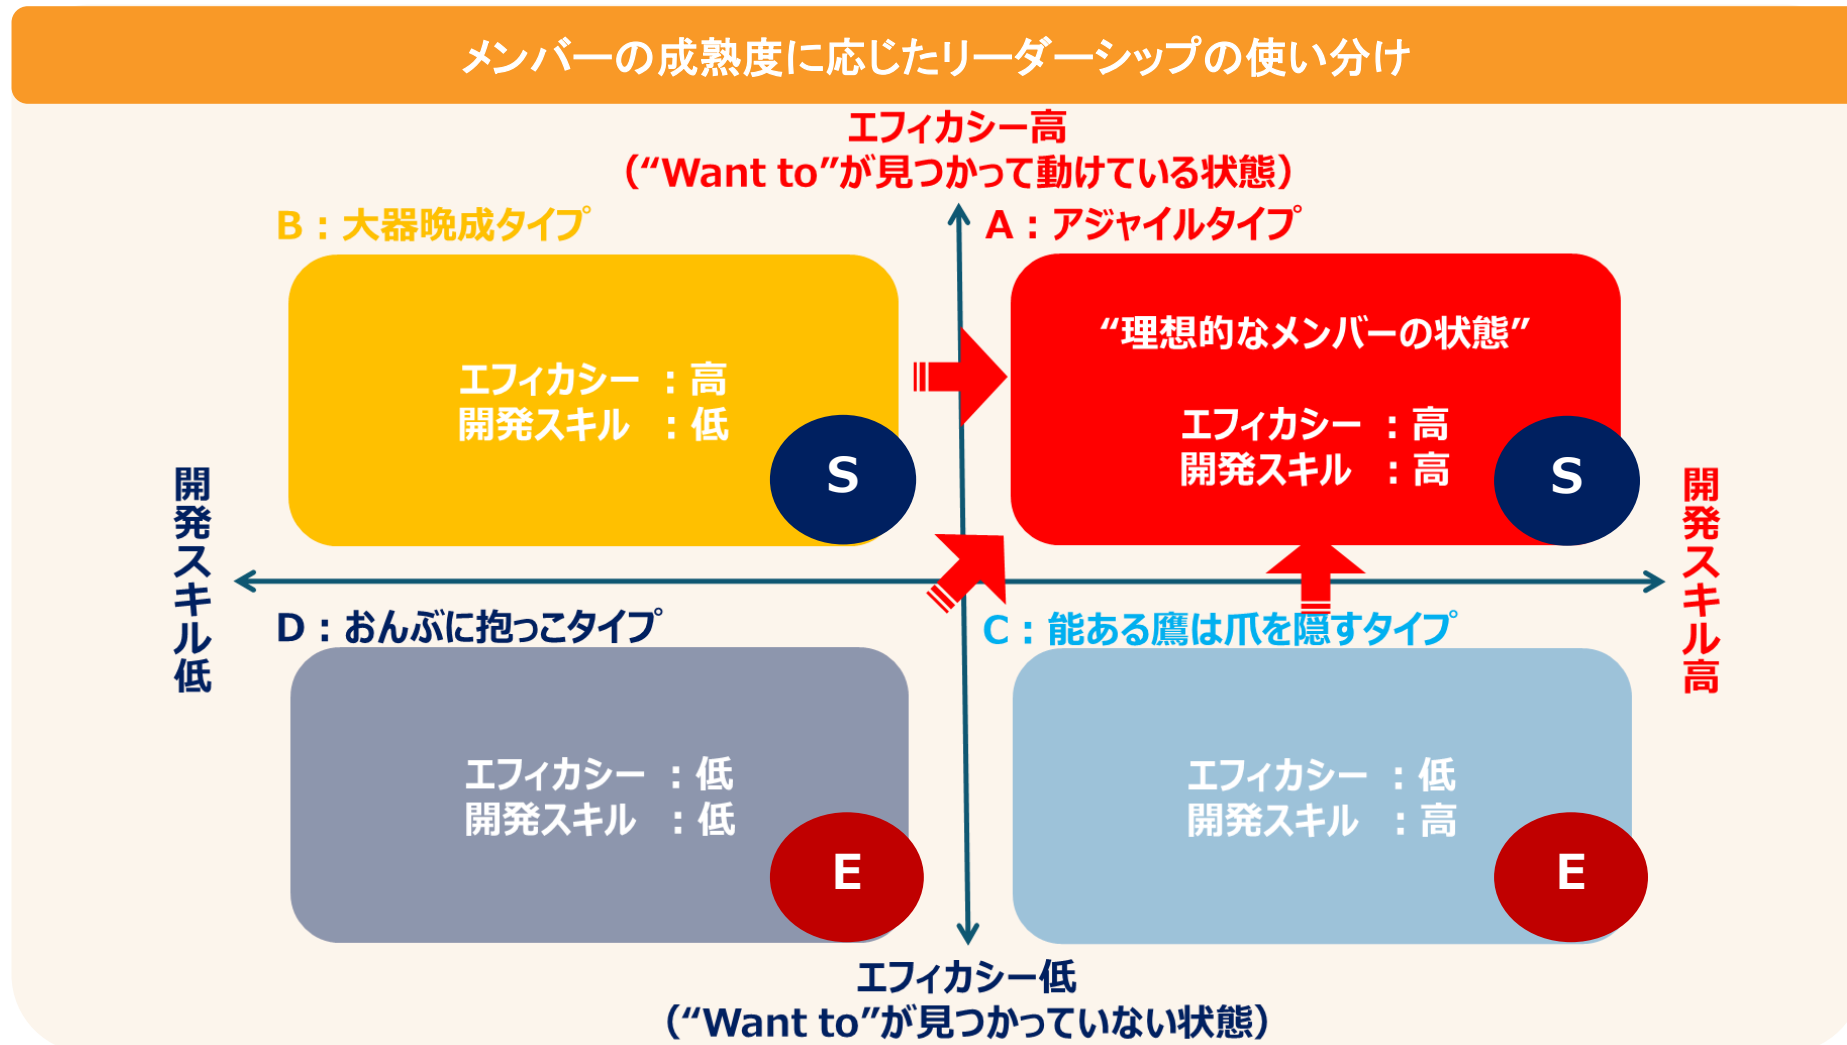 メンバーの成熟度に応じたリーダーシップの使い分け
エフィカシー高
（“Want to”が見つかって動けている状態）
B：大器晩成タイプ
A：アジャイルタイプ
エフィカシー ：高
開発スキル ：低
S
“理想的なメンバーの状態”
エフィカシー ：高
開発スキル ：高
S
開発スキル低
開発スキル高
D：おんぶに抱っこタイプ
C：能ある鷹は爪を隠すタイプ
エフィカシー ：低
開発スキル ：低
E
エフィカシー ：低
開発スキル ：高
E
エフィカシー低
（“Want to”が見つかっていない状態）